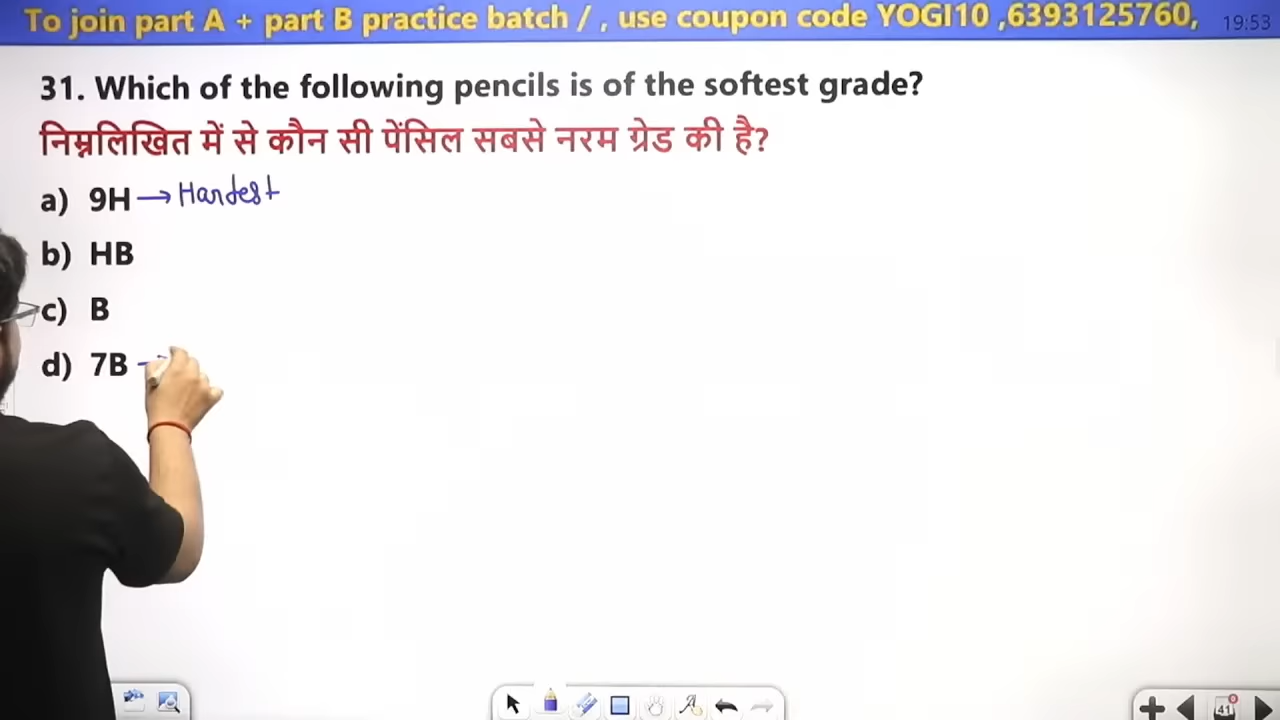 To join part A + part B practice batch / , use coupon code YOGI10 ,6393125760,
19:53
31. Which of the following pencils is of the softest grade?
निम्नलिखित में से कौन सी पेंसिल सबसे नरम ग्रेड की है?
a) 9H → Hardest
b) HB
c) B
d) 7B
41